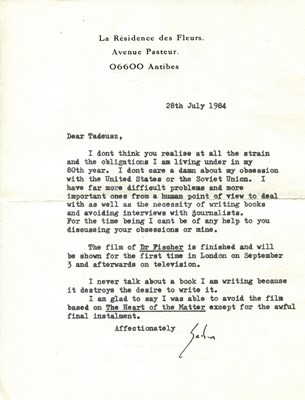 La Résidence des Fleurs,
Avenue Pasteur,
06600 Antibes
28th July 1984
Dear Tadeusz,
I dont think you realise at all the strain
and the obligations I am living under in my
80th year. I dont care a damn about my obsession
with the United States or the Soviet Union. I
have far more difficult problems and more
important ones from a human point of view to deal
with as well as the necessity of writing books
and avoiding interviews with journalists.
For the time being I cant be of any help to you
discussing your obsessions or mine.
The film of Dr Fischer is finished and will
be shown for the first time in London on September
3 and afterwards on television.
I never talk about a book I am writing because
it destroys the desire to write it.
I am glad to say I was able to avoid the film
based on The Heart of the Matter except for the awful
final instalment.
Affectionately